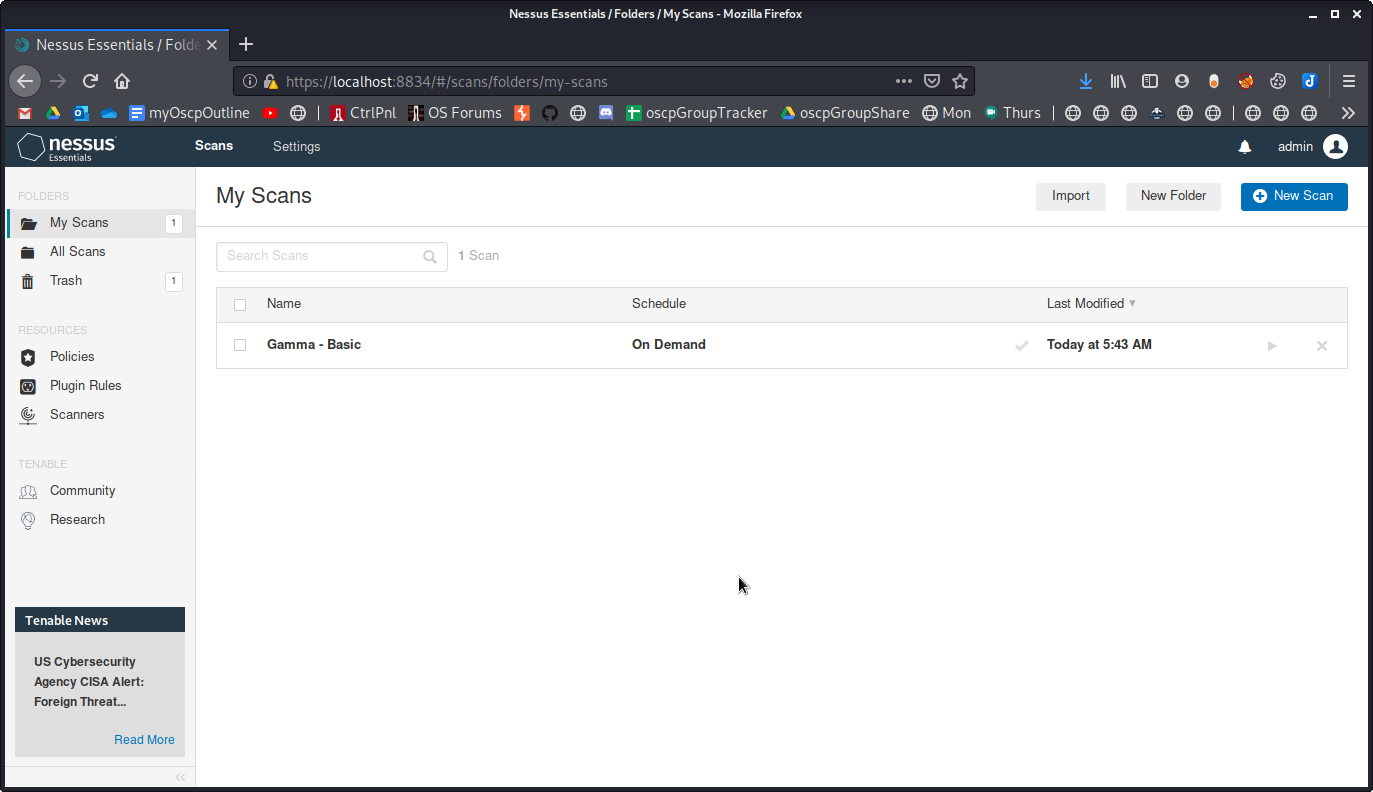 Nessus Essentials / Folders / My Scans - Mozilla Firefox
Nessus Essentials / Folde
https://localhost:8834/#/scans/folders/my-scans
myOscpOutline CtrlPnl OS Forums oscpGroupTracker oscpGroupShare Mon Thurs
nessus Essentials Scans Settings admin
FOLDERS
My Scans 1
All Scans
Trash 1
RESOURCES
Policies
Plugin Rules
Scanners
TENABLE
Community
Research
Tenable News
US Cybersecurity
Agency CISA Alert:
Foreign Threat...
Read More
My Scans Import New Folder New Scan
Search Scans 1 Scan
Name Schedule Last Modified
Gamma - Basic On Demand Today at 5:43 AM